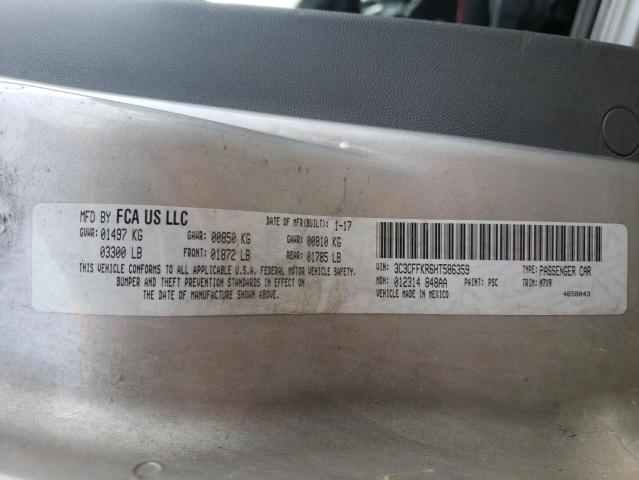 MFD BY FCA US LLC DATE OF MFR(BUILT): 1-17
GVWR: 01497 KG GAWR: 00850 KG GAWR: 00810 KG
03300 LB FRONT: 01872 LB REAR: 01785 LB
THIS VEHICLE CONFORMS TO ALL APPLICABLE U.S.A. FEDERAL MOTOR VEHICLE SAFETY,
BUMPER AND THEFT PREVENTION STANDARDS IN EFFECT ON
THE DATE OF MANUFACTURE SHOWN ABOVE.
VIN: 3C3CFFKR6HT586359 TYPE: PASSENGER CAR
MDH: 012314 848AA PAINT: PSC TRIM: N7X9
VEHICLE MADE IN MEXICO 4658043